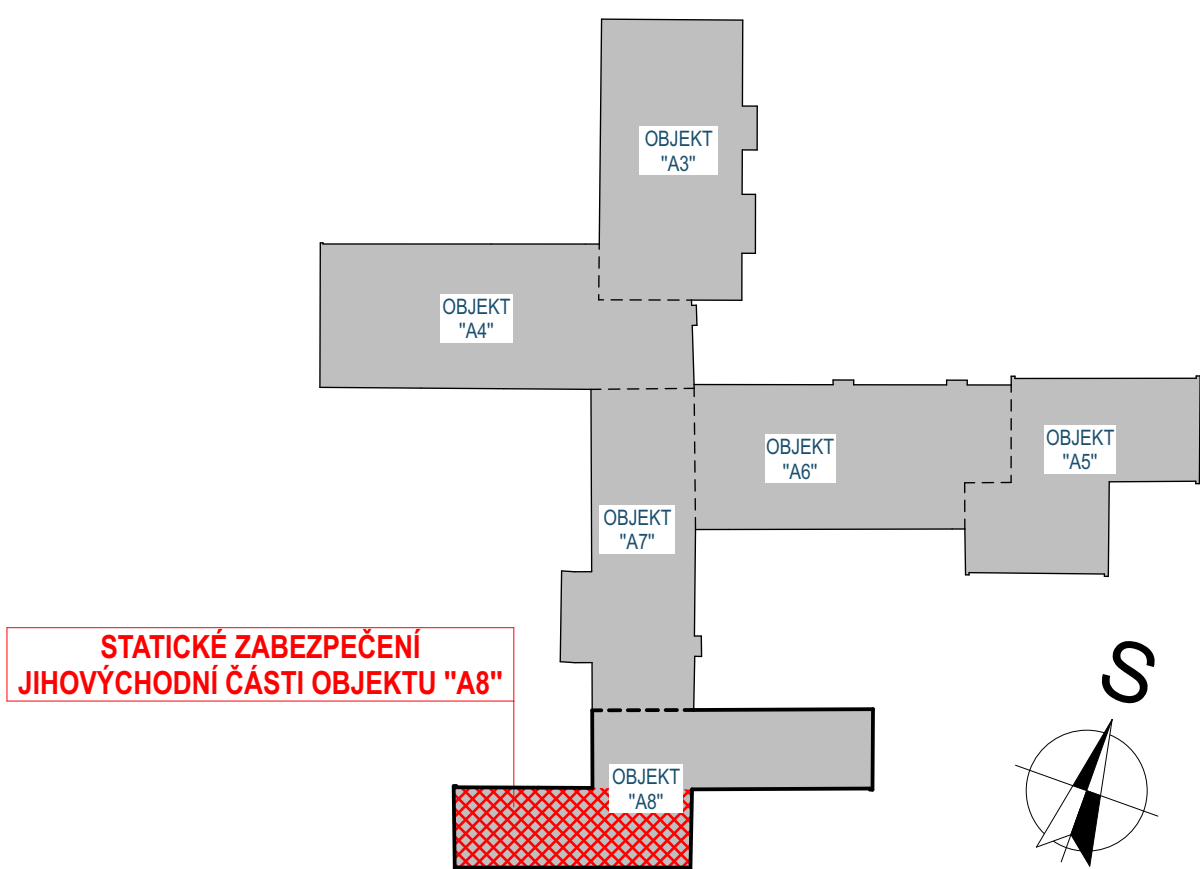 OBJEKT
"A3"
OBJEKT
"A4"
OBJEKT
"A6"
OBJEKT
"A5"
OBJEKT
"A7"
STATICKÉ ZABEZPEČENÍ
JIHOVÝCHODNÍ ČÁSTI OBJEKTU "A8"
S
OBJEKT
"A8"